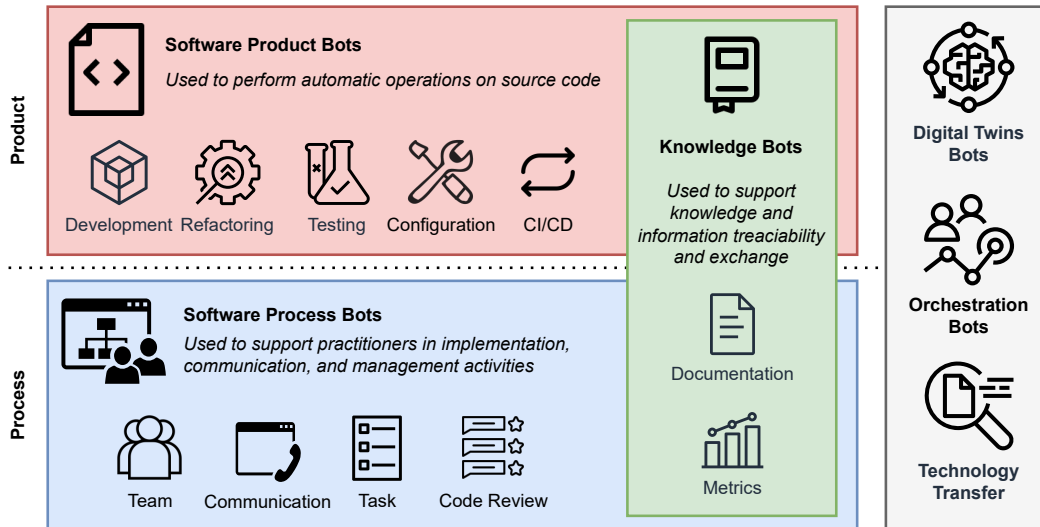 Product
Software Product Bots
Used to perform automatic operations on source code
Development
Refactoring
Testing
Configuration
CI/CD
Process
Software Process Bots
Used to support practitioners in implementation,
communication, and management activities
Team
Communication
Task
Code Review
Knowledge Bots
Used to support
knowledge and
information treaciability
and exchange
Documentation
Metrics
Digital Twins
Bots
Orchestration
Bots
Technology
Transfer